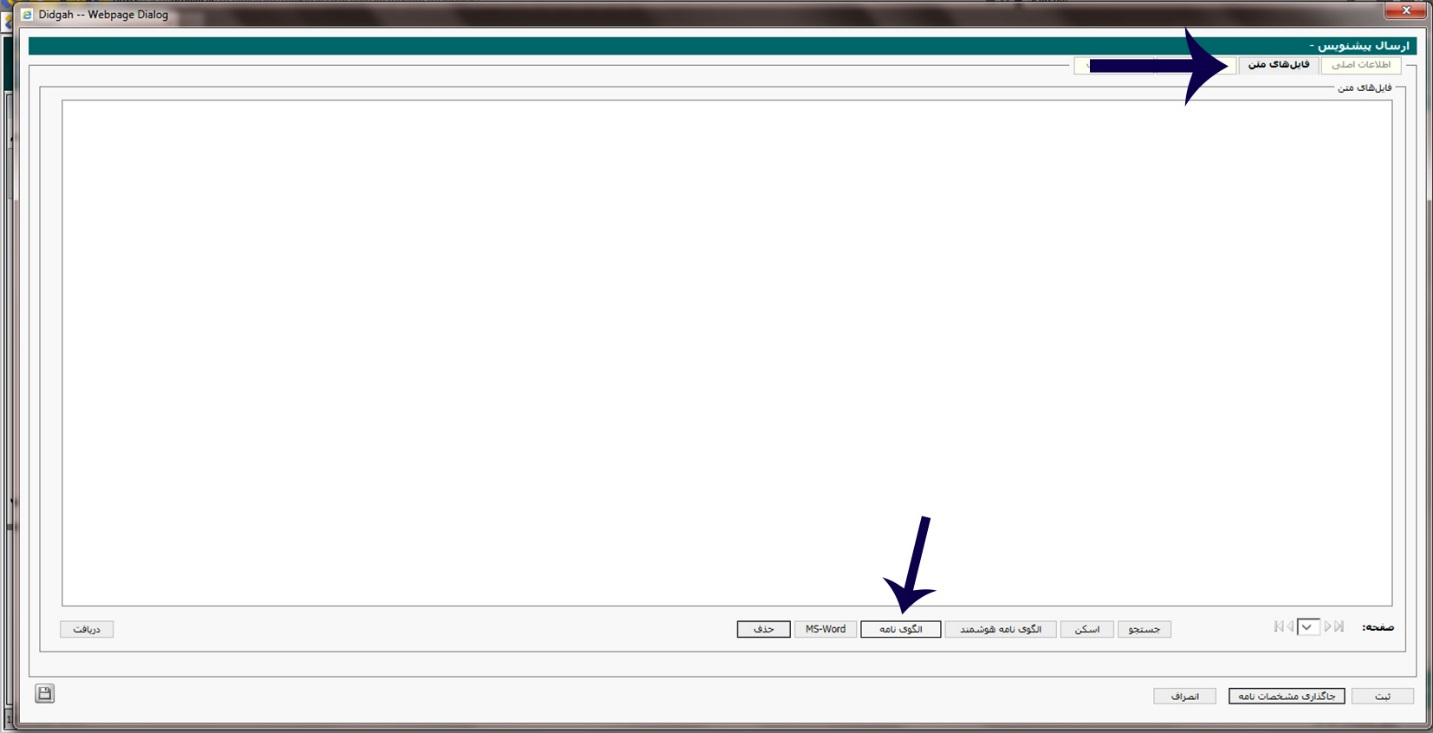 Didgah -- Webpage Dialog
ارسال پیشنویس -
اطلاعات اصلی
فایل‌های متن
فایل‌های متن
صفحه:
جستجو
اسکن
الگوی نامه هوشمند
الگوی نامه
MS-Word
حذف
دریافت
ثبت
جاگذاری مشخصات نامه
انصراف